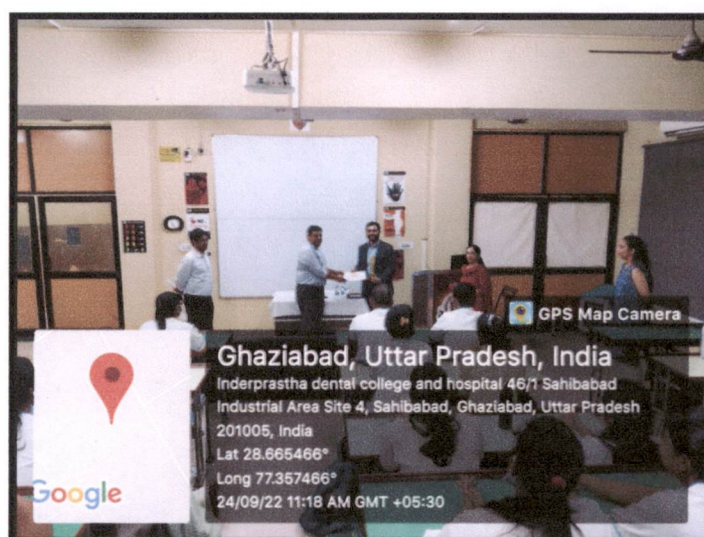 GPS Map Camera
Ghaziabad, Uttar Pradesh, India
Inderprastha dental college and hospital 46/1 Sahibabad
Industrial Area Site 4, Sahibabad, Ghaziabad, Uttar Pradesh
201005, India
Lat 28.665466°
Long 77.357466°
24/09/22 11:18 AM GMT +05:30
Google